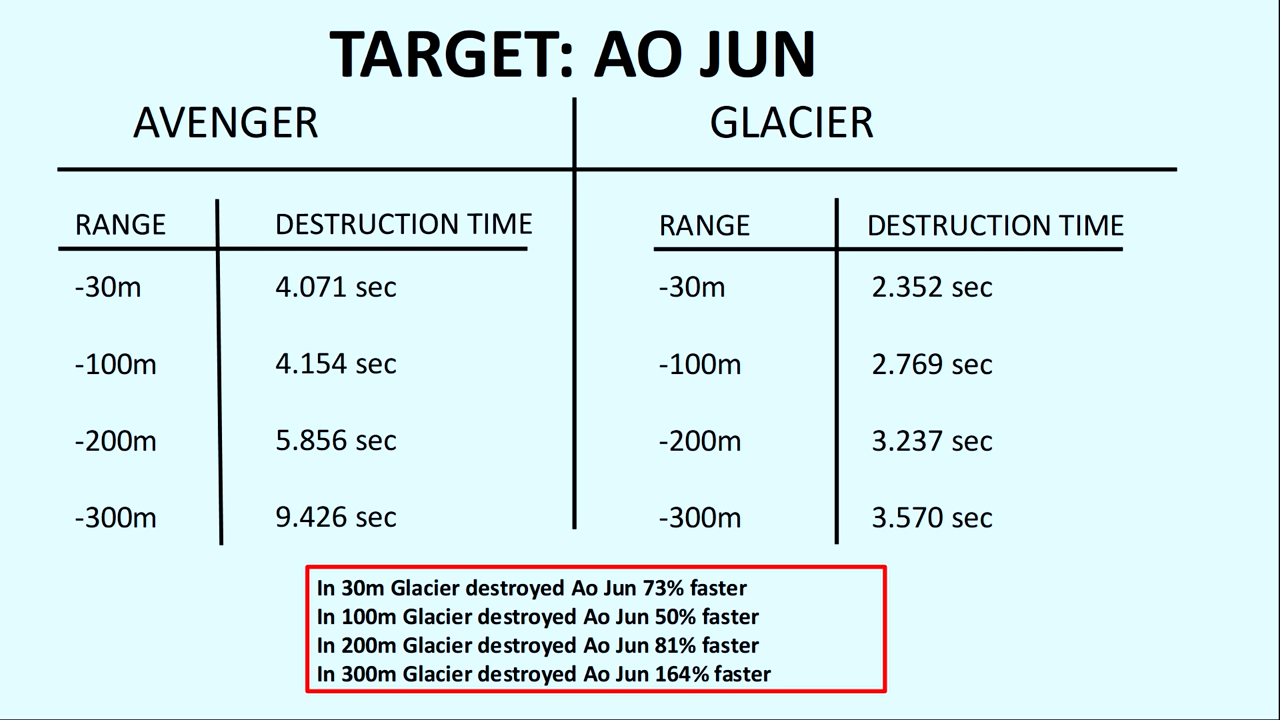 TARGET: AO JUN
AVENGER
GLACIER
RANGE DESTRUCTION TIME
-30m 4.071 sec
-100m 4.154 sec
-200m 5.856 sec
-300m 9.426 sec
RANGE DESTRUCTION TIME
-30m 2.352 sec
-100m 2.769 sec
-200m 3.237 sec
-300m 3.570 sec
In 30m Glacier destroyed Ao Jun 73% faster
In 100m Glacier destroyed Ao Jun 50% faster
In 200m Glacier destroyed Ao Jun 81% faster
In 300m Glacier destroyed Ao Jun 164% faster